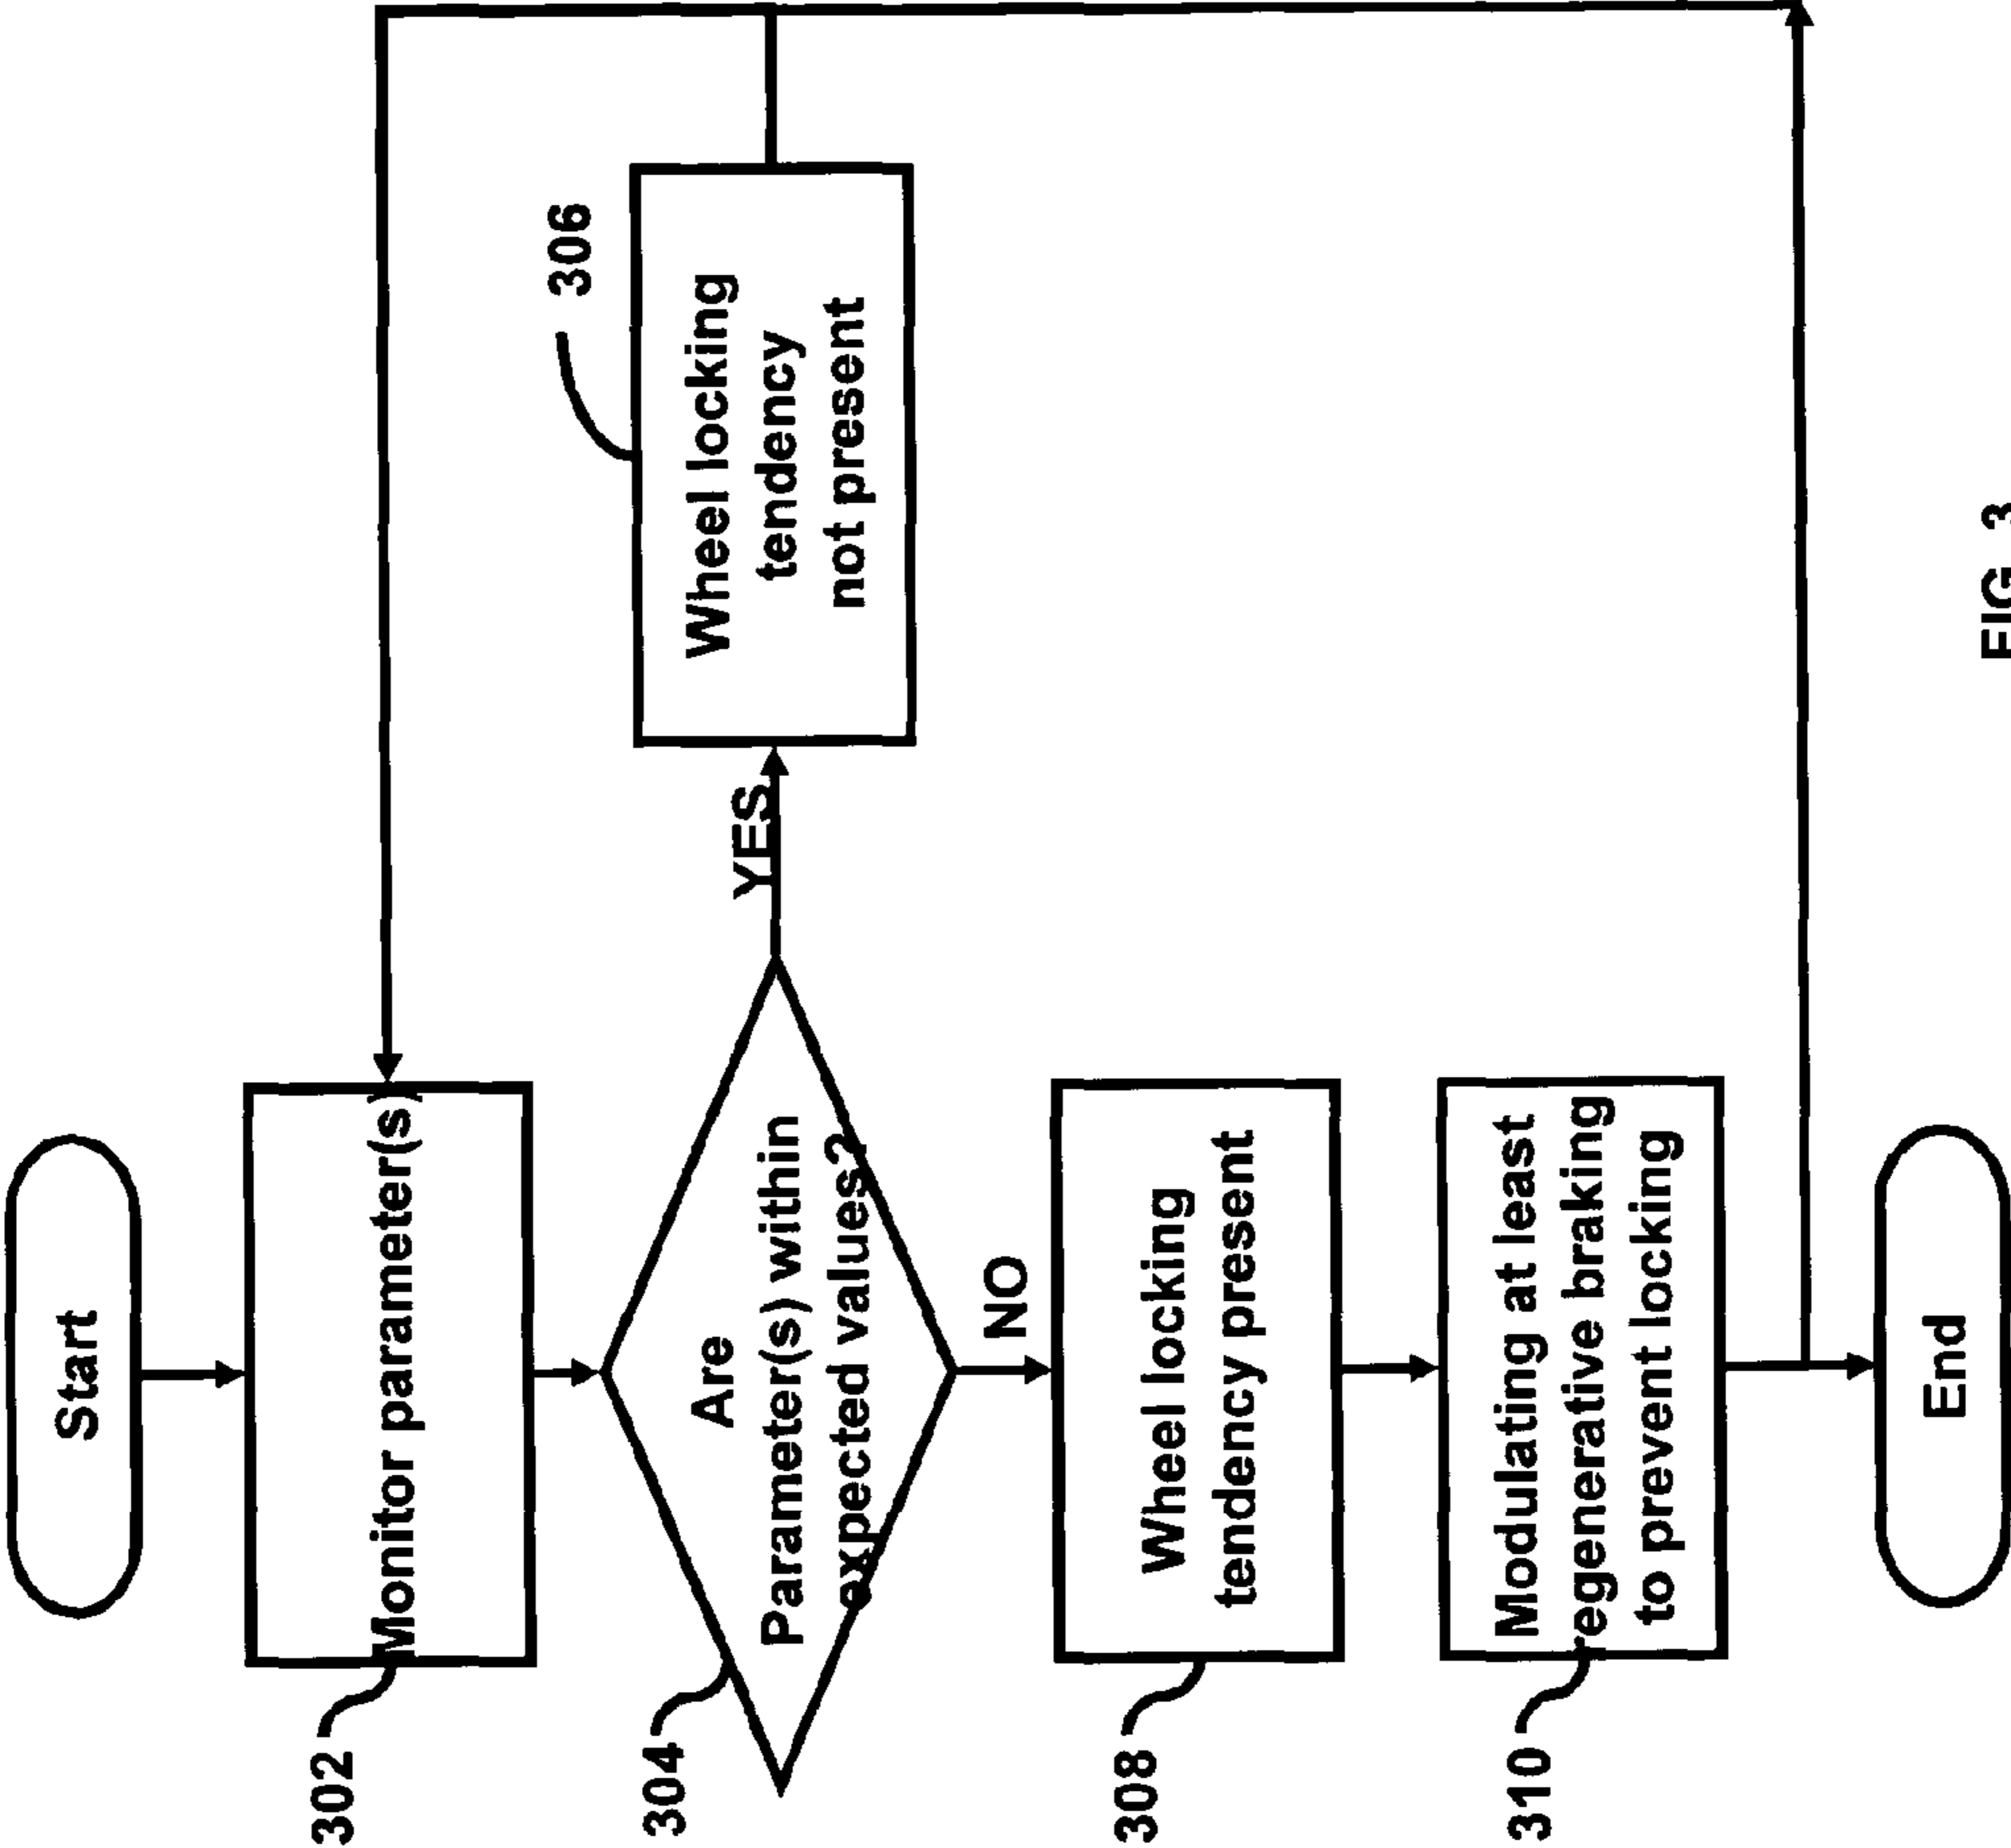 Start
302
Monitor parameter(s)
304
Are
Parameter(s) within
expected values?
YES
306
Wheel locking
tendency
not present
NO
308
Wheel locking
tendency present
310
Modulating at least
regenerative braking
to prevent locking
End
FIG. 3